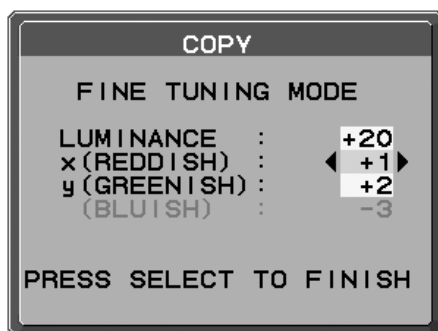 COPY
FINE TUNING MODE
LUMINANCE : +20
x(REDDISH) : +1
y(GREENISH) : +2
(BLUISH) : -3
PRESS SELECT TO FINISH